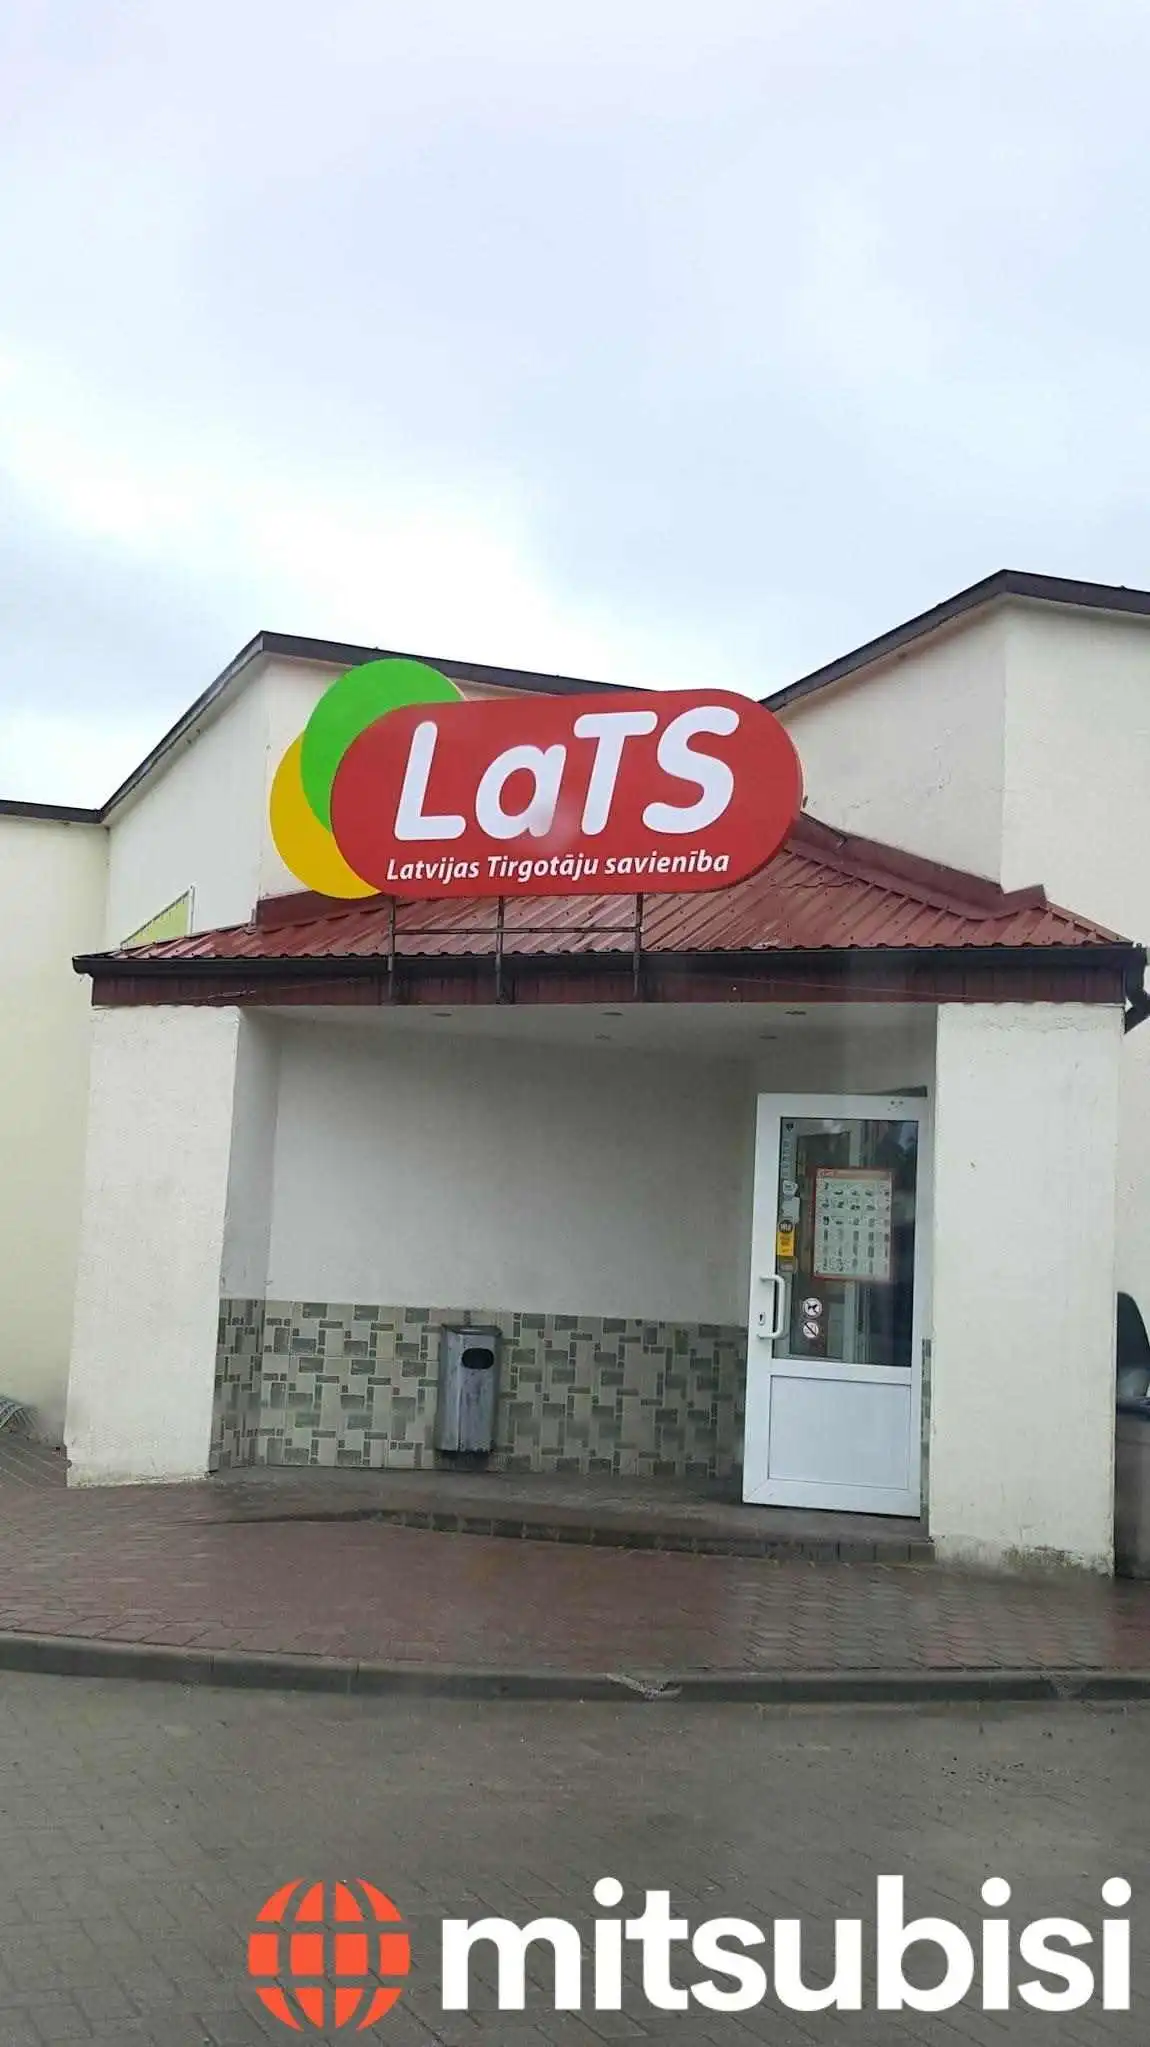 LaTS
Latvijas Tirgotāju savienība
mitsubisi